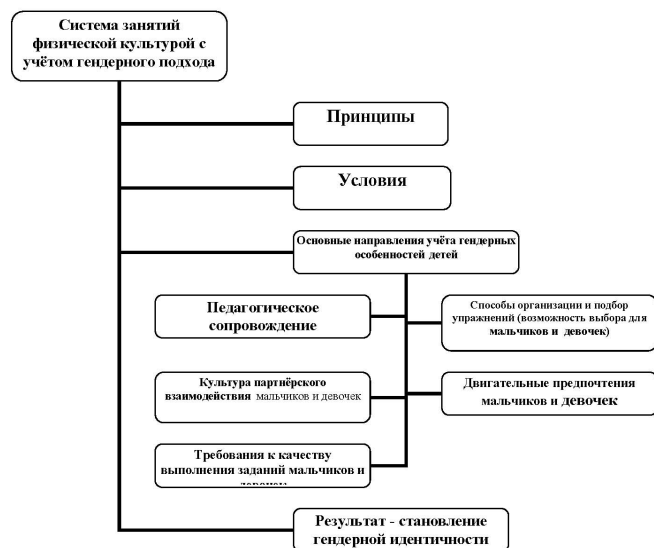 Система занятий
физической культурой с
учётом гендерного подхода
Принципы
Условия
Основные направления учёта гендерных
особенностей детей
Педагогическое
сопровождение
Способы организации и подбор
упражнений (возможность выбора для
мальчиков и девочек)
Культура партнёрского
взаимодействия мальчиков и девочек
Двигательные предпочтения
мальчиков и девочек
Требования к качеству
выполнения заданий мальчиков и
девочек
Результат - становление
гендерной идентичности